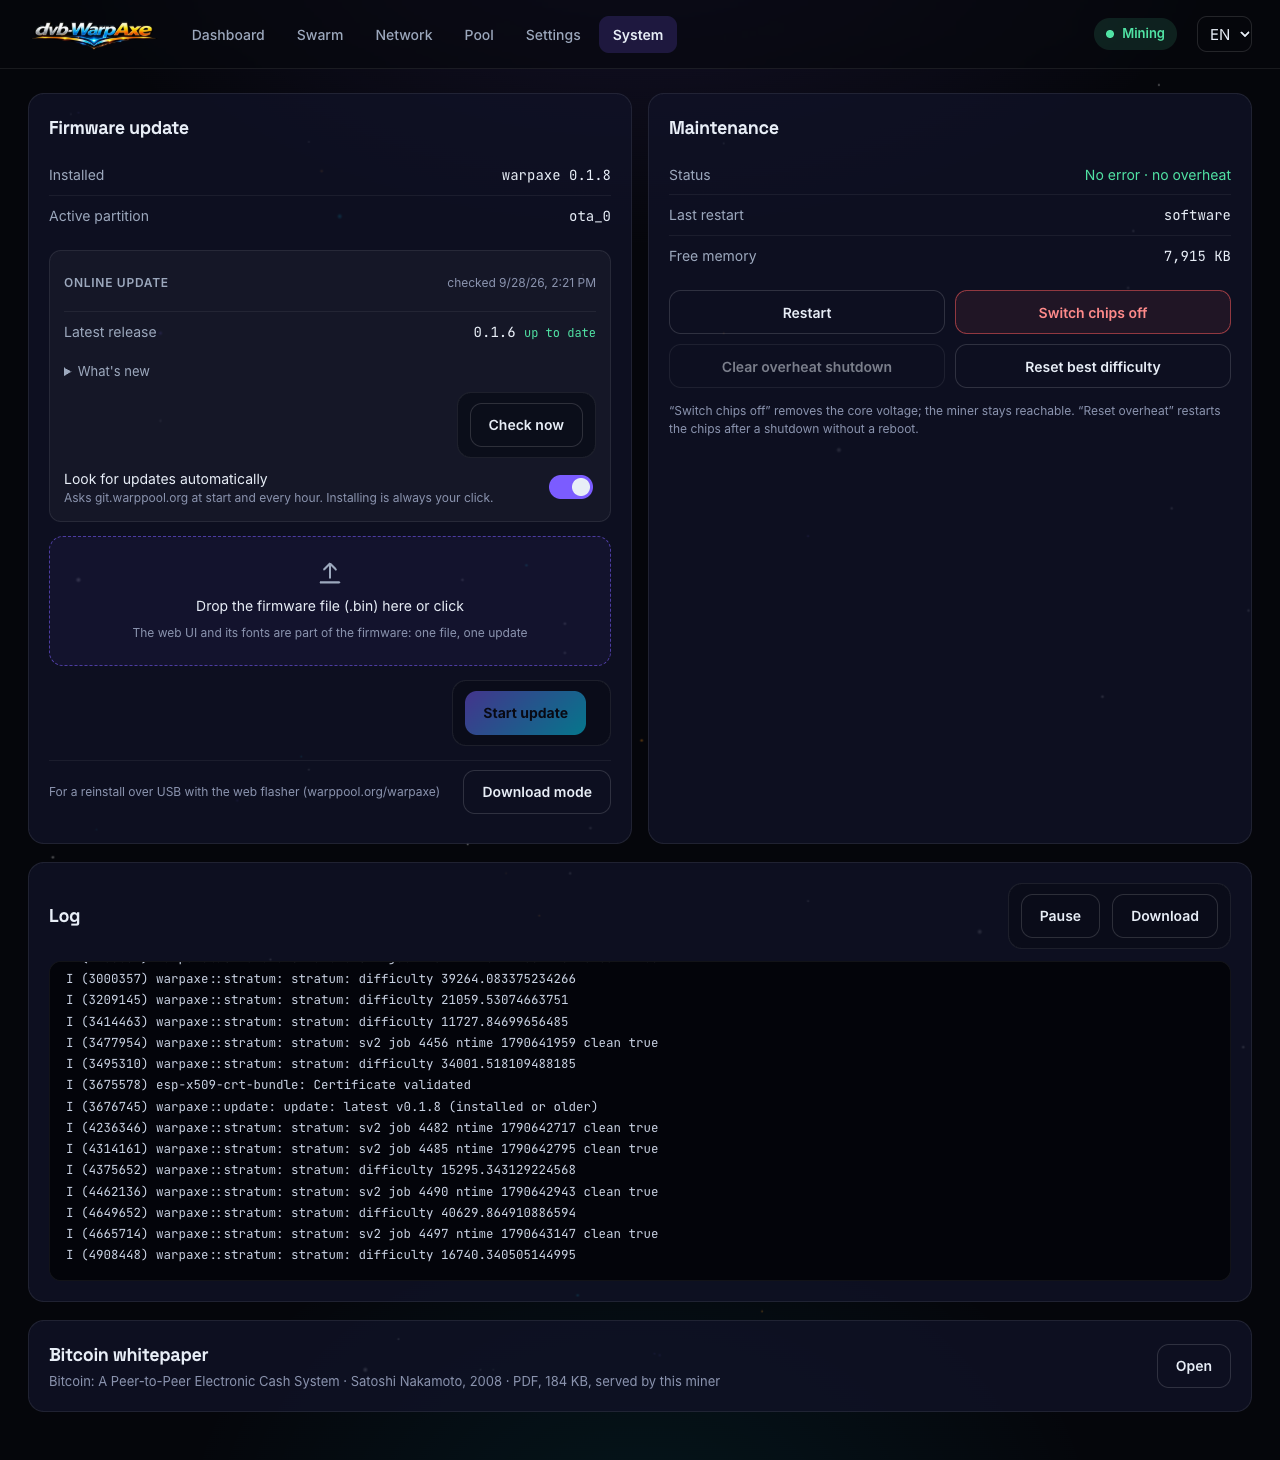 dvb-WarpAxe
Dashboard
Swarm
Network
Pool
Settings
System
Mining
EN
Firmware update
Installed
warpaxe 0.1.8
Active partition
ota_0
ONLINE UPDATE
checked 9/28/26, 2:21 PM
Latest release
0.1.6 up to date
What's new
Check now
Look for updates automatically
Asks git.warppool.org at start and every hour. Installing is always your click.
Drop the firmware file (.bin) here or click
The web UI and its fonts are part of the firmware: one file, one update
Start update
For a reinstall over USB with the web flasher (warppool.org/warpaxe)
Download mode
Maintenance
Status
No error · no overheat
Last restart
software
Free memory
7,915 KB
Restart
Switch chips off
Clear overheat shutdown
Reset best difficulty
“Switch chips off” removes the core voltage; the miner stays reachable. “Reset overheat” restarts
the chips after a shutdown without a reboot.
Log
Pause
Download
I (3000357) warpaxe::stratum: stratum: difficulty 39264.083375234266
I (3209145) warpaxe::stratum: stratum: difficulty 21059.53074663751
I (3414463) warpaxe::stratum: stratum: difficulty 11727.84699656485
I (3477954) warpaxe::stratum: stratum: sv2 job 4456 ntime 1790641959 clean true
I (3495310) warpaxe::stratum: stratum: difficulty 34001.518109488185
I (3675578) esp-x509-crt-bundle: Certificate validated
I (3676745) warpaxe::update: update: latest v0.1.8 (installed or older)
I (4236346) warpaxe::stratum: stratum: sv2 job 4482 ntime 1790642717 clean true
I (4314161) warpaxe::stratum: stratum: sv2 job 4485 ntime 1790642795 clean true
I (4375652) warpaxe::stratum: stratum: difficulty 15295.343129224568
I (4462136) warpaxe::stratum: stratum: sv2 job 4490 ntime 1790642943 clean true
I (4649652) warpaxe::stratum: stratum: difficulty 40629.864910886594
I (4665714) warpaxe::stratum: stratum: sv2 job 4497 ntime 1790643147 clean true
I (4908448) warpaxe::stratum: stratum: difficulty 16740.340505144995
Bitcoin whitepaper
Bitcoin: A Peer-to-Peer Electronic Cash System · Satoshi Nakamoto, 2008 · PDF, 184 KB, served by this miner
Open